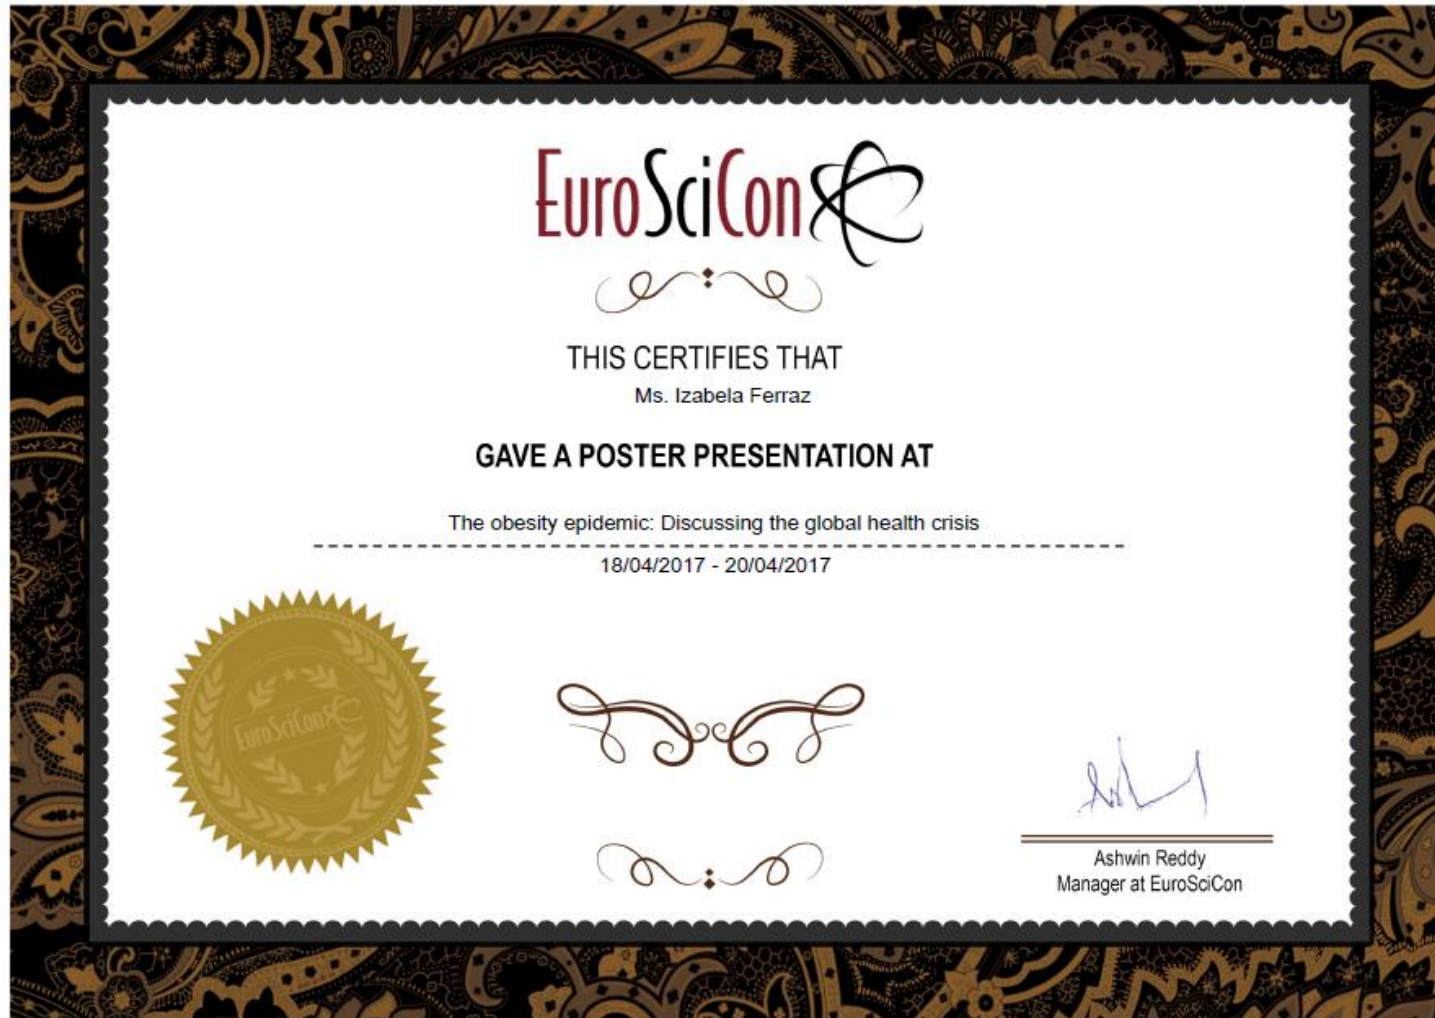 EuroSciCon
THIS CERTIFIES THAT
Ms. Izabela Ferraz
GAVE A POSTER PRESENTATION AT
The obesity epidemic: Discussing the global health crisis
18/04/2017 - 20/04/2017
EuroSciCon
Ashwin Reddy
Manager at EuroSciCon